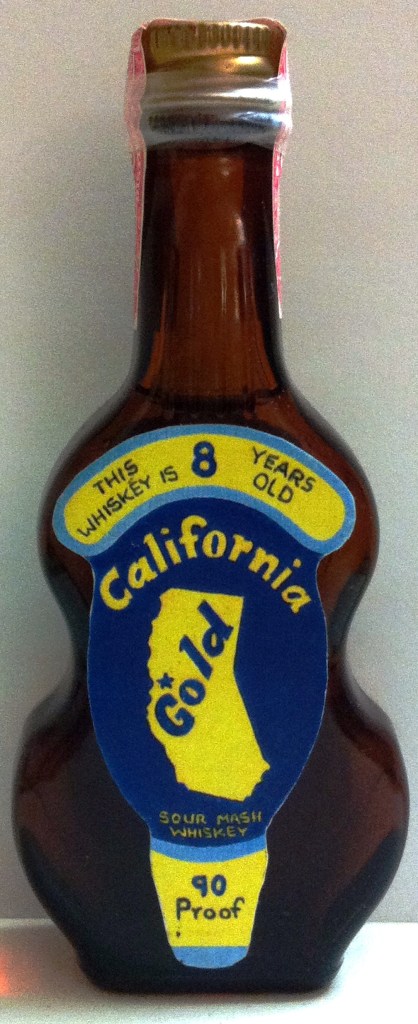 THIS 8 YEARS
WHISKEY IS OLD
California
Gold
SOUR MASH
WHISKEY
90
Proof